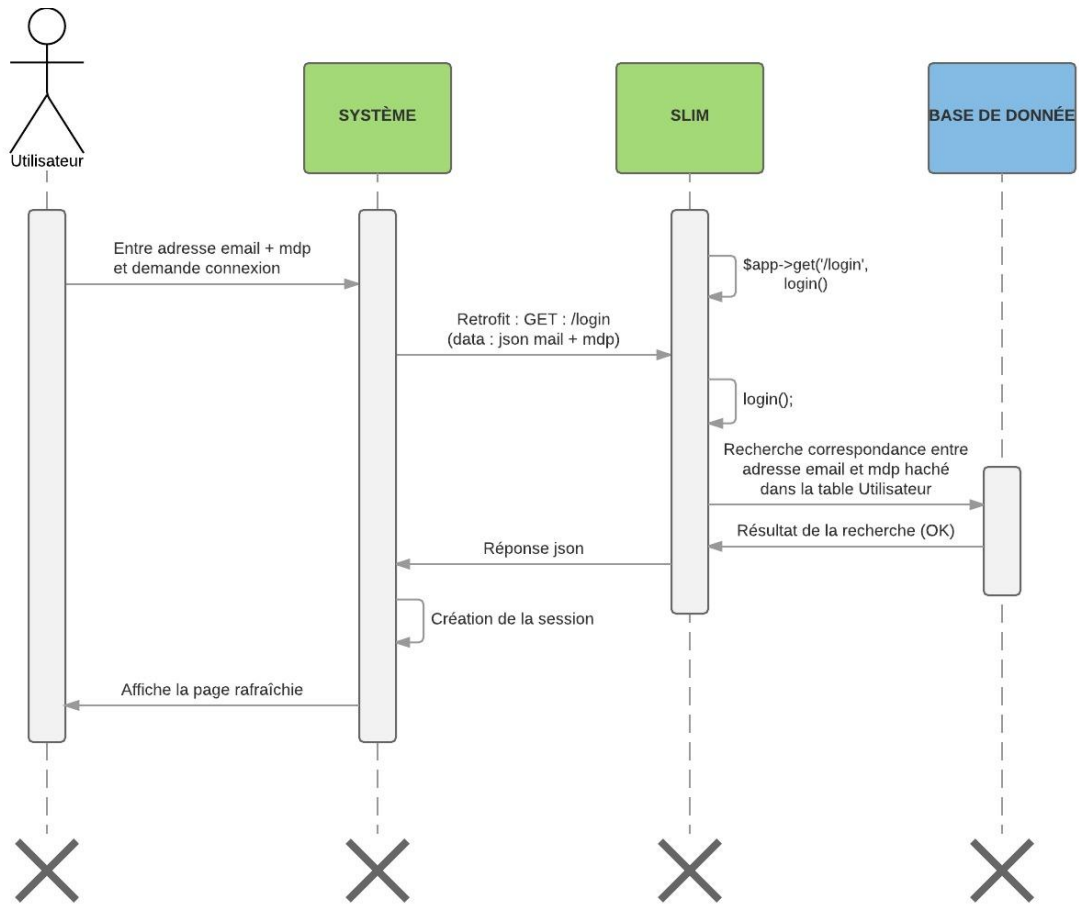 Utilisateur
SYSTÈME
SLIM
BASE DE DONNÉE
Entre adresse email + mdp
et demande connexion
$app->get('/login',
login()
Retrofit : GET : /login
(data : json mail + mdp)
login();
Recherche correspondance entre
adresse email et mdp haché
dans la table Utilisateur
Résultat de la recherche (OK)
Réponse json
Création de la session
Affiche la page rafraîchie